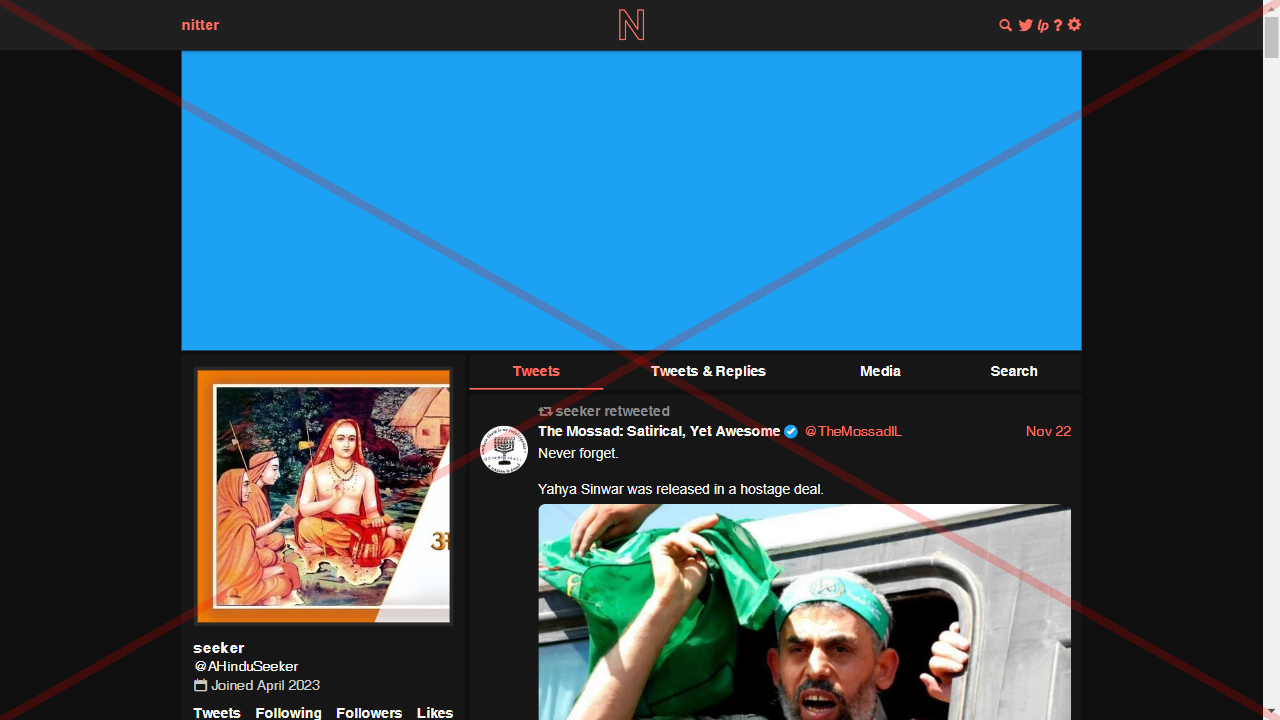 nitter
N
lp ?
Tweets
Tweets & Replies
Media
Search
seeker retweeted
The Mossad: Satirical, Yet Awesome @TheMossadIL Nov 22
Never forget.
Yahya Sinwar was released in a hostage deal.
seeker
@AHinduSeeker
Joined April 2023
Tweets Following Followers Likes